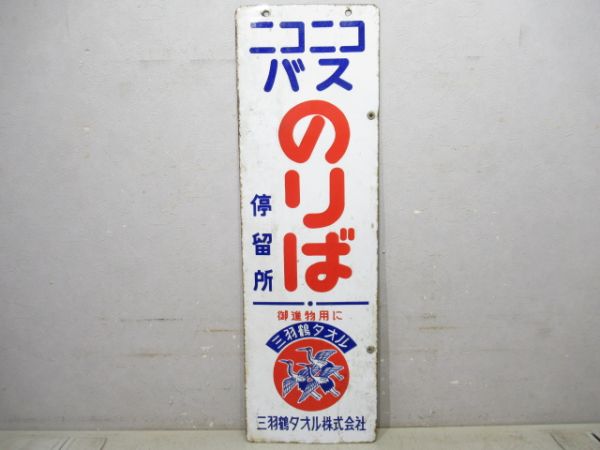 ニコニコ
バス
のりば
停留所
御進物用に
三羽鶴タオル
三羽鶴タオル株式会社